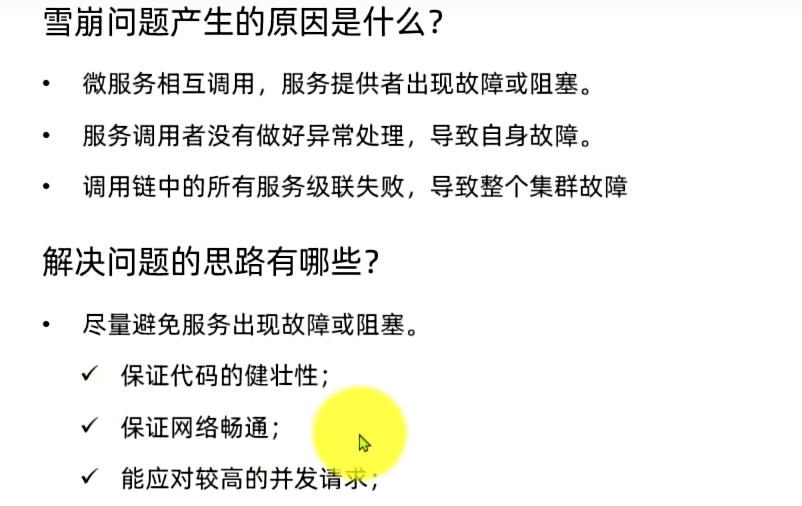 雪崩问题产生的原因是什么？
• 微服务相互调用，服务提供者出现故障或阻塞。
• 服务调用者没有做好异常处理，导致自身故障。
• 调用链中的所有服务级联失败，导致整个集群故障
解决问题的思路有哪些？
• 尽量避免服务出现故障或阻塞。
✓ 保证代码的健壮性；
✓ 保证网络畅通；
✓ 能应对较高的并发请求；